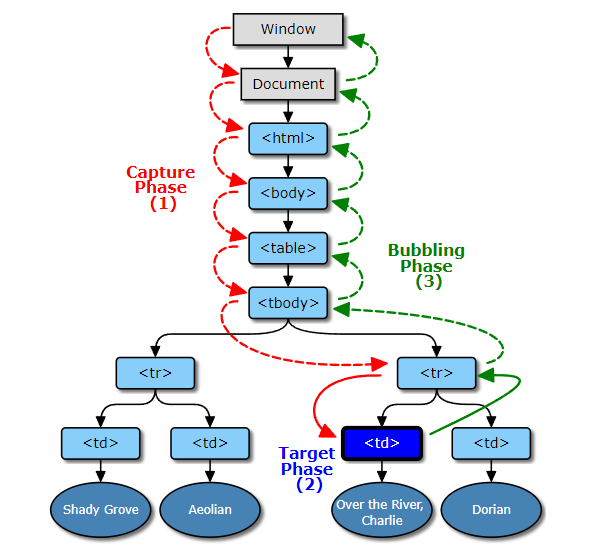 Window
Document
<html>
Capture
Phase
(1)
<body>
<table>
Bubbling
Phase
(3)
<tbody>
<tr>
<tr>
<td>
<td>
<td>
<td>
Target
Phase
(2)
Shady Grove
Aeolian
Over the River,
Charlie
Dorian